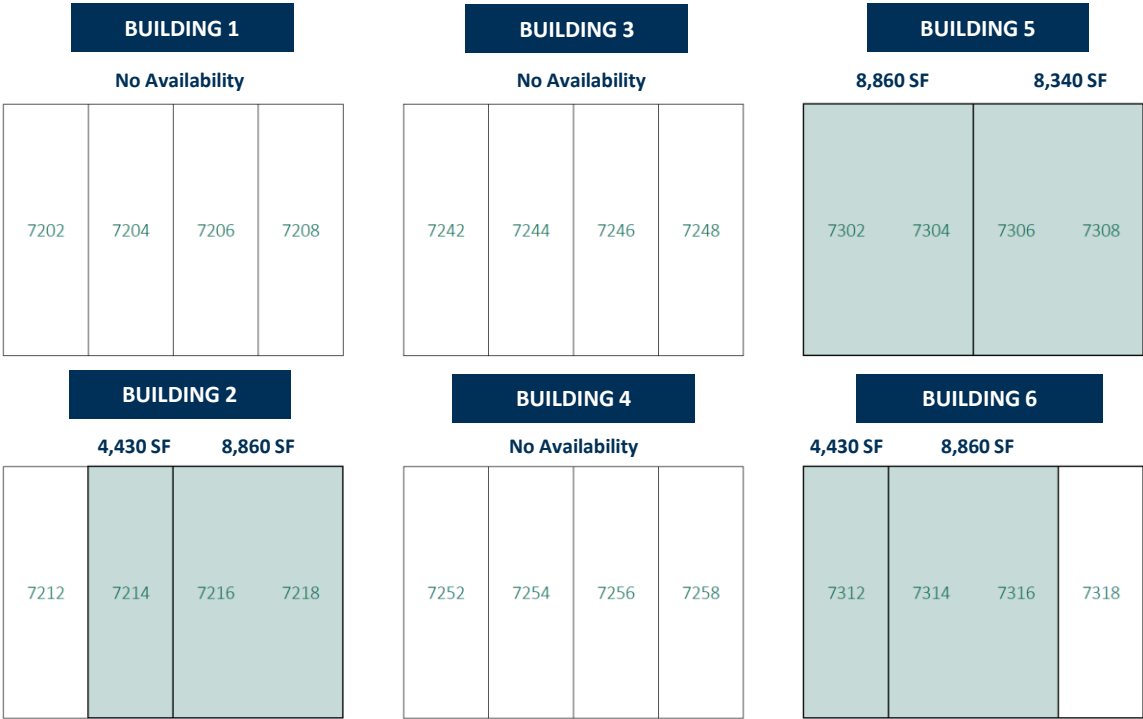 BUILDING 1
No Availability
7202 7204 7206 7208
BUILDING 3
No Availability
7242 7244 7246 7248
BUILDING 5
8,860 SF 8,340 SF
7302 7304 7306 7308
BUILDING 2
4,430 SF 8,860 SF
7212 7214 7216 7218
BUILDING 4
No Availability
7252 7254 7256 7258
BUILDING 6
4,430 SF 8,860 SF
7312 7314 7316 7318